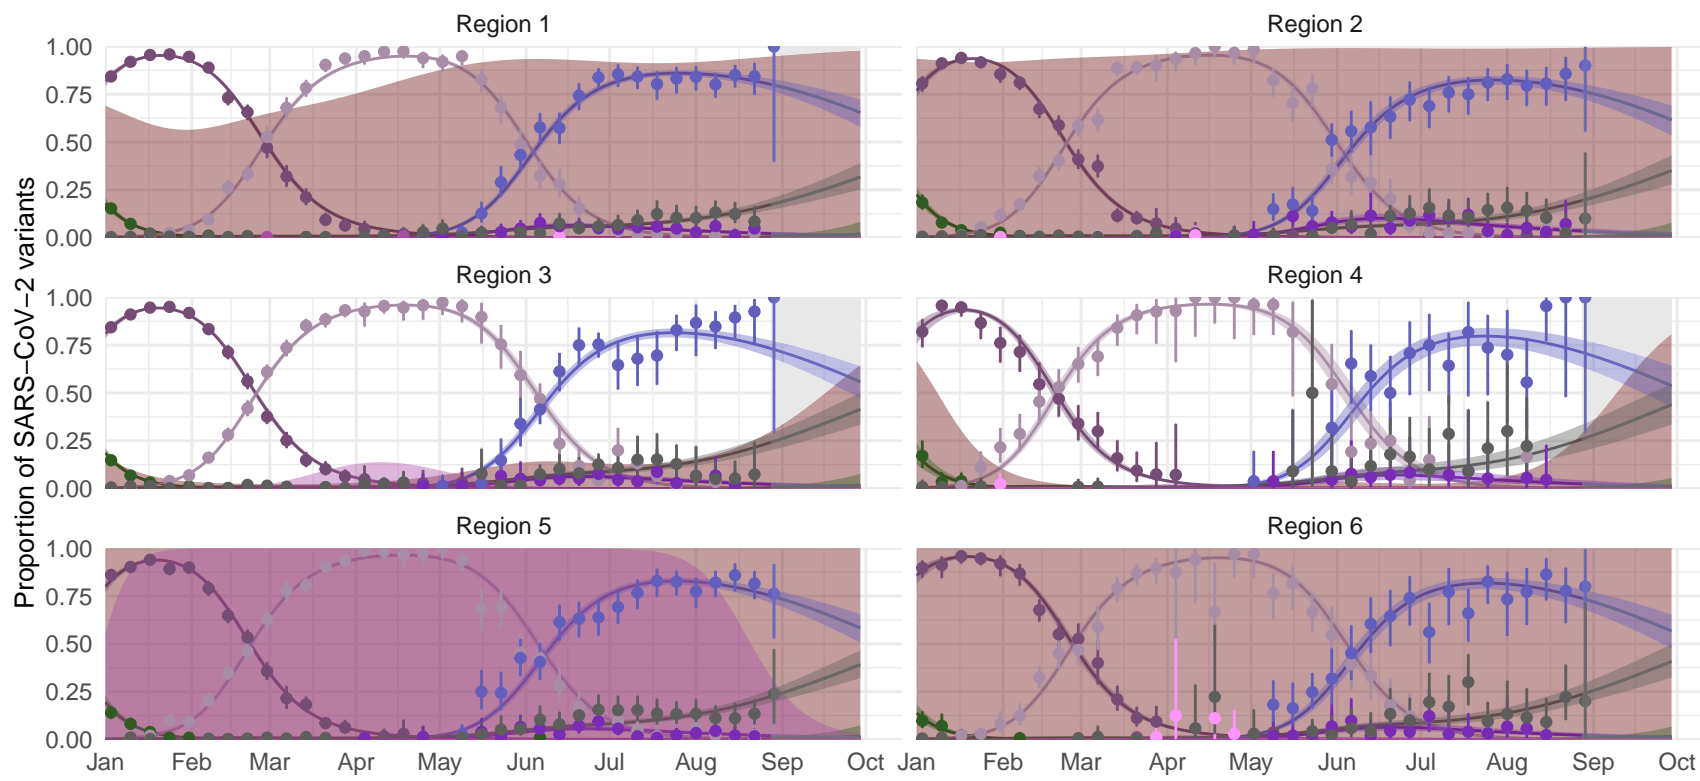 Region 1
Region 2
1.00
0.75
0.50
0.25
0.00
Region 3
Region 4
1.00
0.75
0.50
0.25
0.00
Region 5
Region 6
1.00
0.75
0.50
0.25
0.00
Jan Feb Mar Apr May Jun Jul Aug Sep Oct Jan Feb Mar Apr May Jun Jul Aug Sep Oct
Proportion of SARS−CoV−2 variants